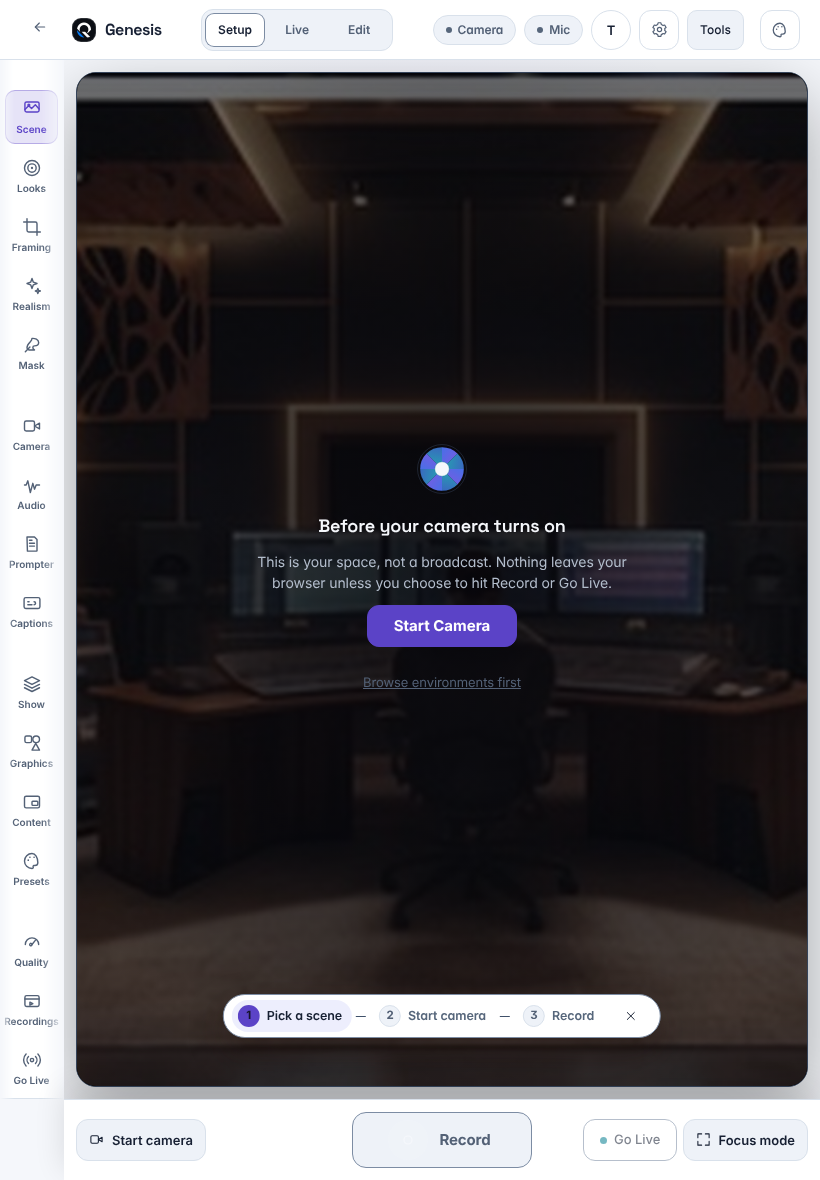 Genesis
Setup
Live
Edit
Camera
Mic
T
Tools
Scene
Looks
Framing
Realism
Mask
Camera
Audio
Prompter
Captions
Show
Graphics
Content
Presets
Quality
Recordings
Go Live
Before your camera turns on
This is your space, not a broadcast. Nothing leaves your
browser unless you choose to hit Record or Go Live.
Start Camera
Browse environments first
1 Pick a scene — 2 Start camera — 3 Record
Start camera
Record
Go Live
Focus mode